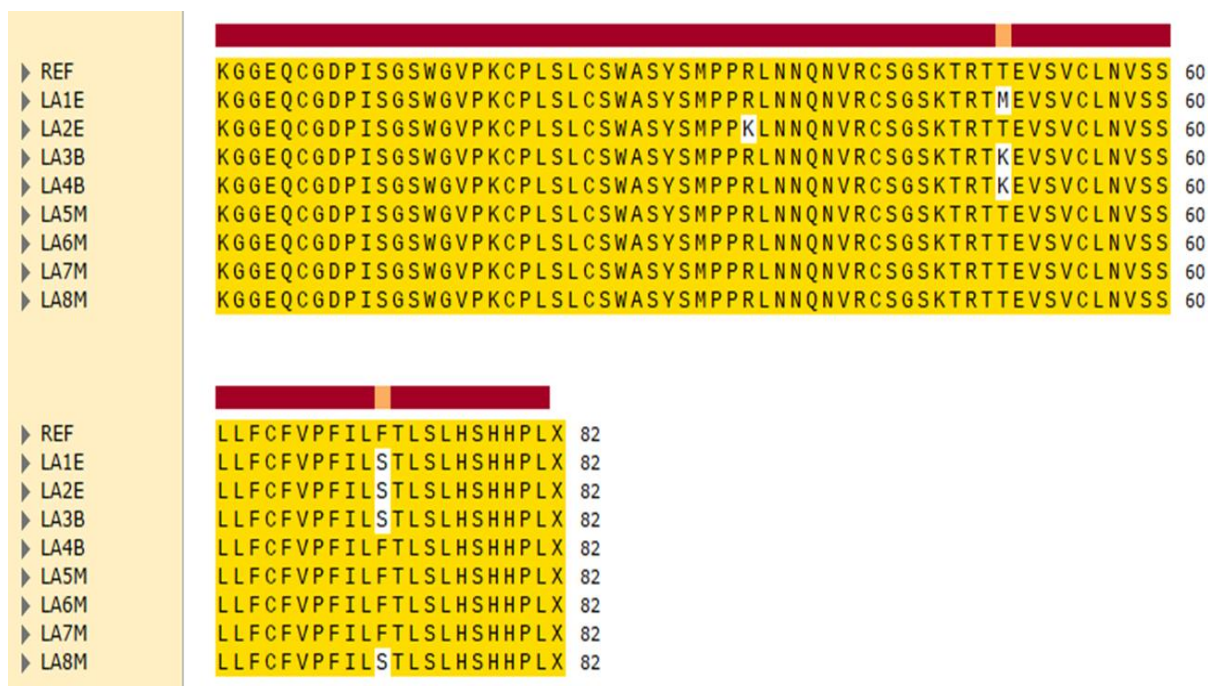 REF KGGEQCGDPISGSWGVPKCPLSLCSWASYSMPPRLNNQNVRCSGSKTRTTEVSVCLNVSS 60
LA1E KGGEQCGDPISGSWGVPKCPLSLCSWASYSMPPRLNNQNVRCSGSKTRTMEVSVCLNVSS 60
LA2E KGGEQCGDPISGSWGVPKCPLSLCSWASYSMPPKLNNQNVRCSGSKTRTTEVSVCLNVSS 60
LA3B KGGEQCGDPISGSWGVPKCPLSLCSWASYSMPPRLNNQNVRCSGSKTRTKEVSVCLNVSS 60
LA4B KGGEQCGDPISGSWGVPKCPLSLCSWASYSMPPRLNNQNVRCSGSKTRTKEVSVCLNVSS 60
LA5M KGGEQCGDPISGSWGVPKCPLSLCSWASYSMPPRLNNQNVRCSGSKTRTTEVSVCLNVSS 60
LA6M KGGEQCGDPISGSWGVPKCPLSLCSWASYSMPPRLNNQNVRCSGSKTRTTEVSVCLNVSS 60
LA7M KGGEQCGDPISGSWGVPKCPLSLCSWASYSMPPRLNNQNVRCSGSKTRTTEVSVCLNVSS 60
LA8M KGGEQCGDPISGSWGVPKCPLSLCSWASYSMPPRLNNQNVRCSGSKTRTTEVSVCLNVSS 60
REF LLFCFVPFILFTLSLHSHHPLX 82
LA1E LLFCFVPFILSTLSLHSHHPLX 82
LA2E LLFCFVPFILSTLSLHSHHPLX 82
LA3B LLFCFVPFILSTLSLHSHHPLX 82
LA4B LLFCFVPFILFTLSLHSHHPLX 82
LA5M LLFCFVPFILFTLSLHSHHPLX 82
LA6M LLFCFVPFILFTLSLHSHHPLX 82
LA7M LLFCFVPFILFTLSLHSHHPLX 82
LA8M LLFCFVPFILSTLSLHSHHPLX 82